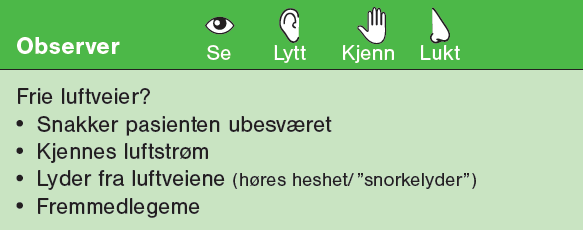 Observer Se Lytt Kjenn Lukt
Frie luftveier?
• Snakker pasienten ubesværet
• Kjennes luftstrøm
• Lyder fra luftveiene (høres heshet/ ”snorkelyder”)
• Fremmedlegeme